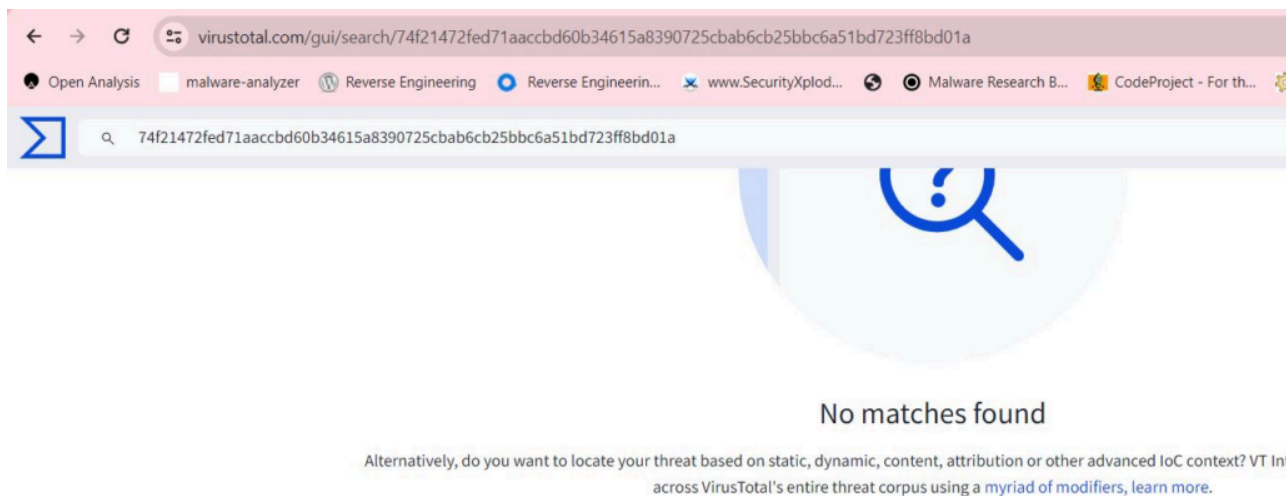 virustotal.com/gui/search/74f21472fed71aaccbd60b34615a8390725cbab6cb25bbc6a51bd723ff8bd01a
Open Analysis malware-analyzer Reverse Engineering Reverse Engineerin... www.SecurityXplod... Malware Research B... CodeProject - For th...
74f21472fed71aaccbd60b34615a8390725cbab6cb25bbc6a51bd723ff8bd01a
?
No matches found
Alternatively, do you want to locate your threat based on static, dynamic, content, attribution or other advanced IoC context? VT Int
across VirusTotal's entire threat corpus using a myriad of modifiers, learn more.